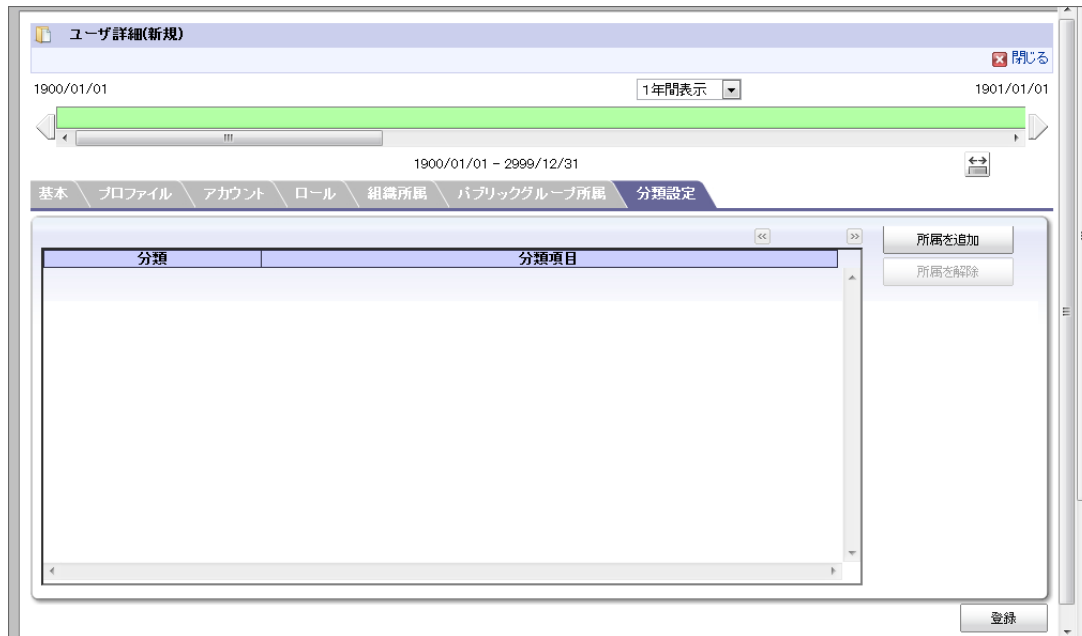 ユーザ詳細(新規)
閉じる
1900/01/01 1年間表示 1901/01/01
1900/01/01 - 2999/12/31
基本 プロファイル アカウント ロール 組織所属 パブリックグループ所属 分類設定
<< >> 所属を追加
分類 分類項目
所属を解除
登録